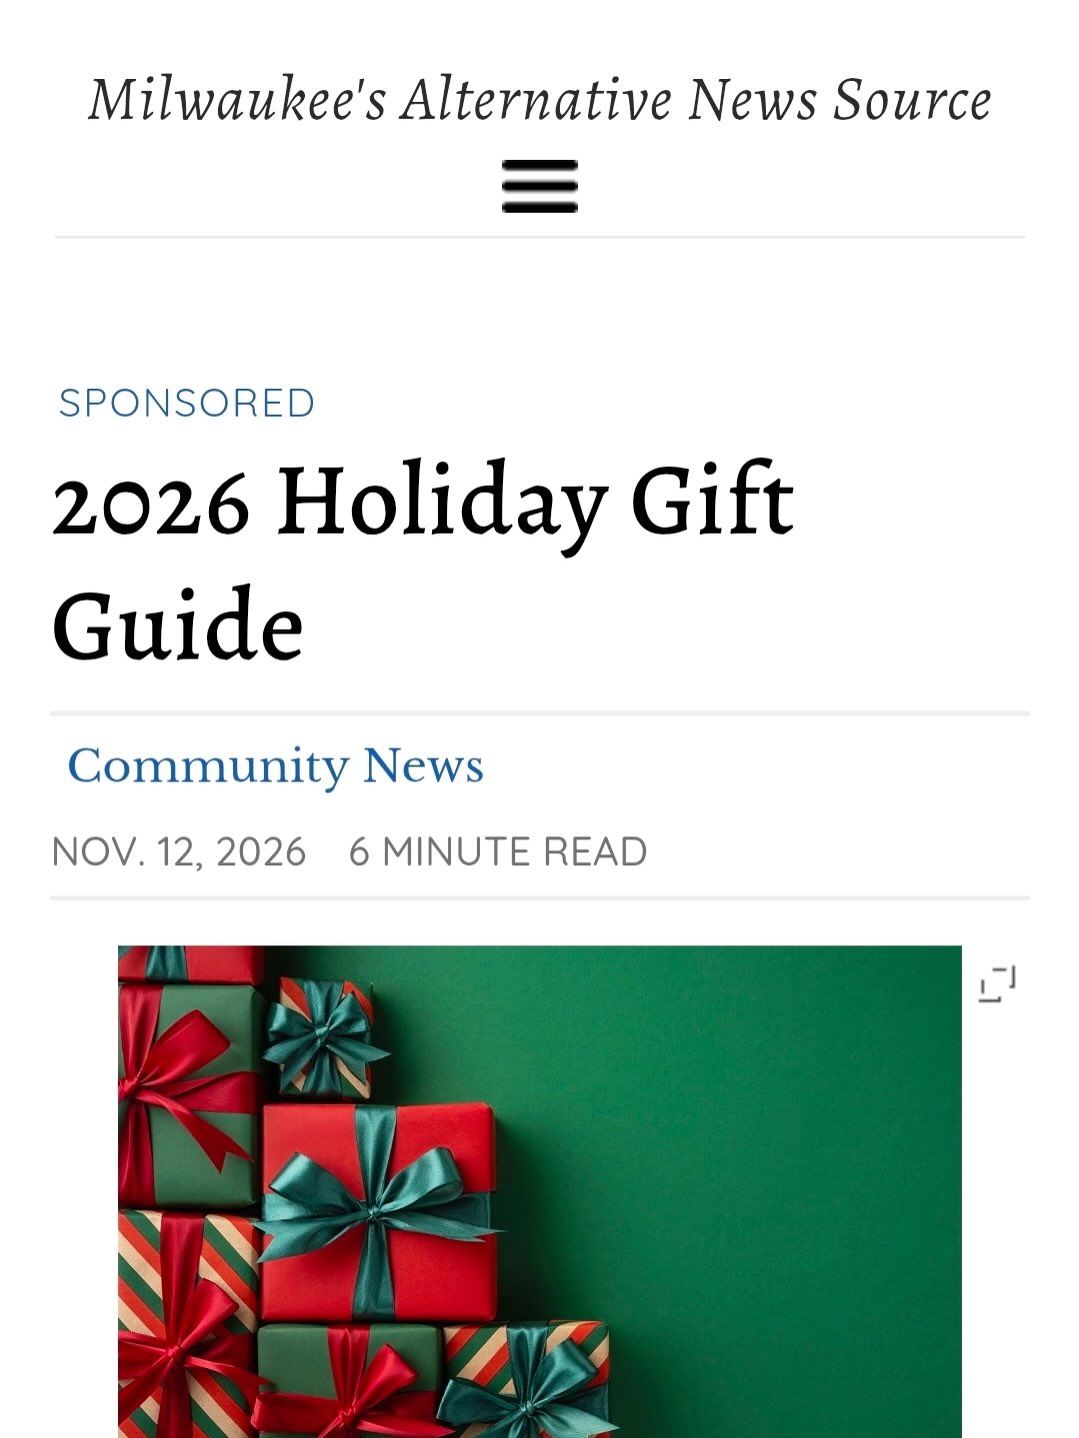 Milwaukee's Alternative News Source
SPONSORED
2026 Holiday Gift
Guide
Community News
NOV. 12, 2026 6 MINUTE READ